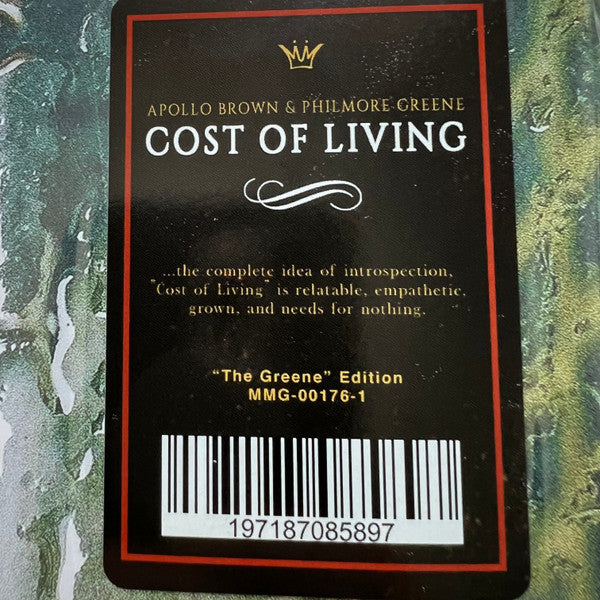 APOLLO BROWN & PHILMORE GREENE
COST OF LIVING
...the complete idea of introspection,
"Cost of Living" is relatable, empathetic,
grown, and needs for nothing.
“The Greene” Edition
MMG-00176-1
197187085897